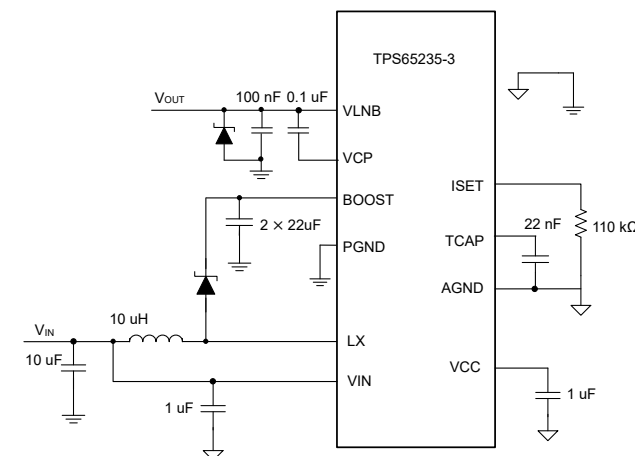 TPS65235-3
VOUT
100 nF
0.1 uF
VLNB
VCP
BOOST
2 × 22uF
PGND
ISET
110 kΩ
22 nF
TCAP
AGND
VIN
10 uH
LX
10 uF
VIN
1 uF
VCC
1 uF